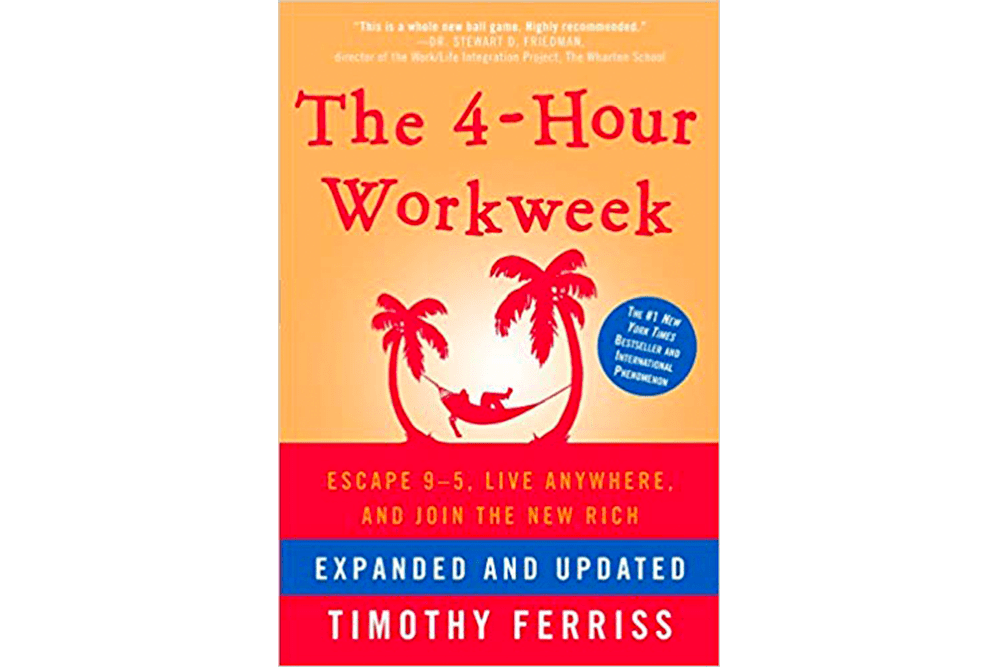 "This is a whole new ball game. Highly recommended."
—DR. STEWART D. FRIEDMAN,
director of the Work/Life Integration Project, The Wharton School
The 4-Hour
Workweek
THE #1 NEW
YORK TIMES
BESTSELLER AND
INTERNATIONAL
PHENOMENON
ESCAPE 9–5, LIVE ANYWHERE,
AND JOIN THE NEW RICH
EXPANDED AND UPDATED
TIMOTHY FERRISS